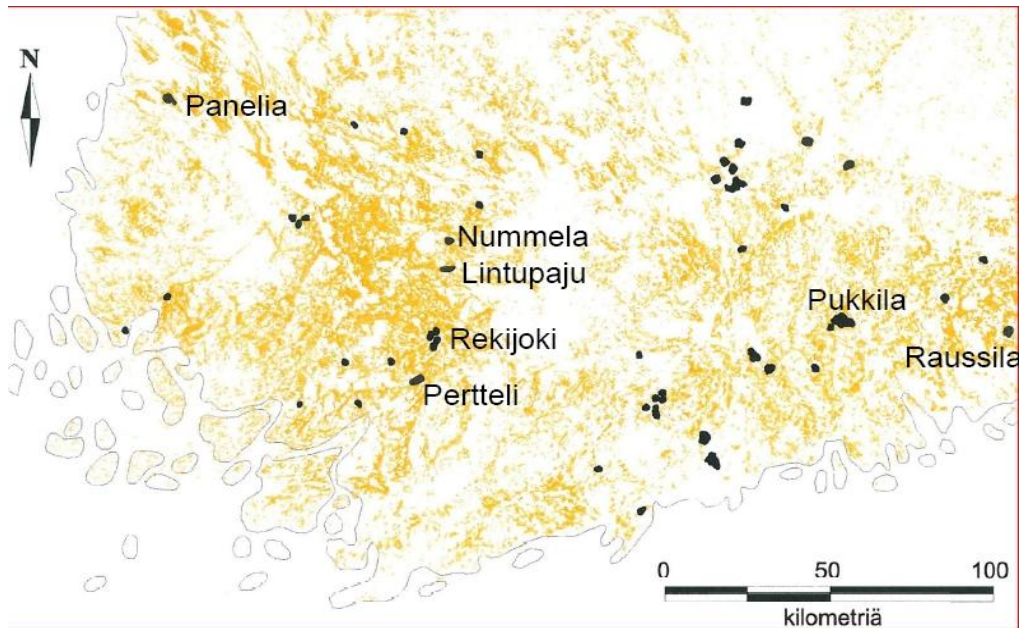 N
Panelia
Nummela
Lintupaju
Pukkila
Rekijoki
Raussila
Pertteli
0 50 100
kilometriä